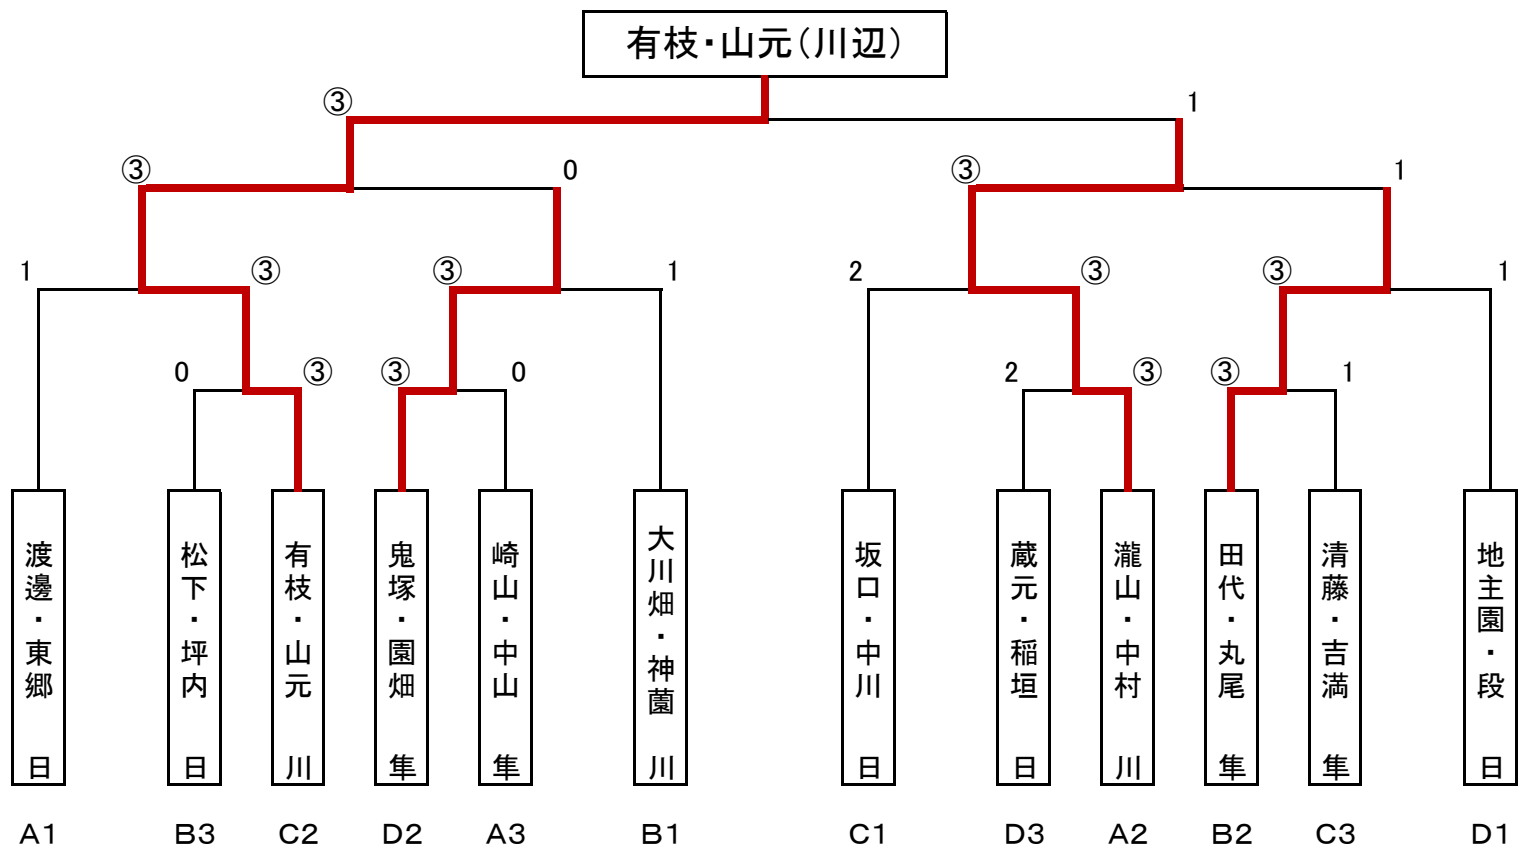 有枝・山元（川辺）
③ 1
③ 0 ③ 1
1 ③ ③ 1 2 ③ ③ 1
0 ③ ③ 0 2 ③ ③ 1
渡邊・東郷 日
松下・坪内 日
有枝・山元 川
鬼塚・園畑 隼
崎山・中山 隼
大川畑・神薗 川
坂口・中川 日
蔵元・稲垣 日
瀧山・中村 川
田代・丸尾 隼
清藤・吉満 隼
地主園・段 日
A1 B3 C2 D2 A3 B1 C1 D3 A2 B2 C3 D1